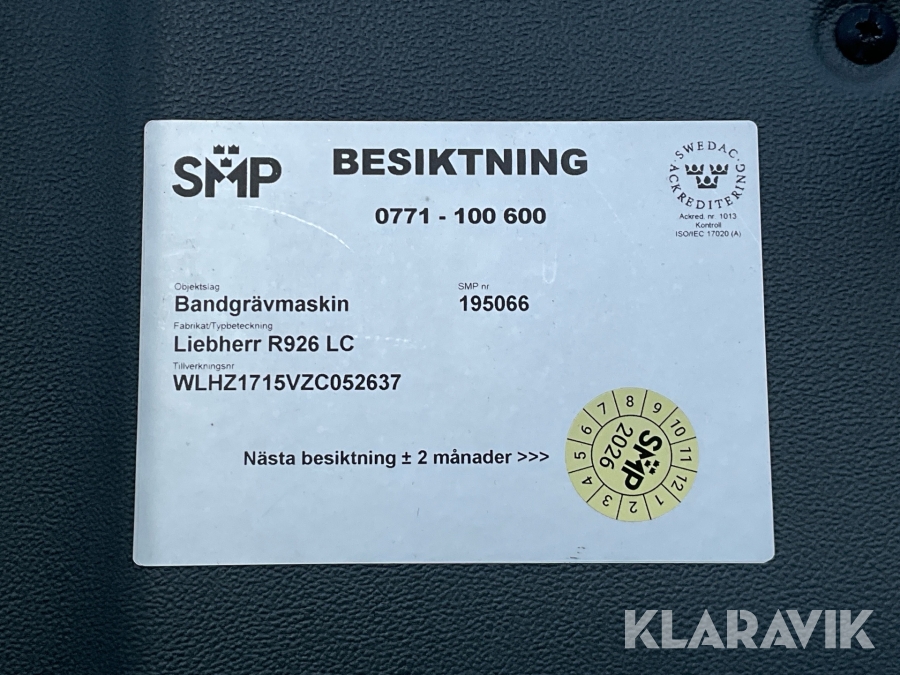 SMP
BESIKTNING
0771 - 100 600
SWEDAC
ACKREDITERING
Ackred. nr. 1013
Kontroll
ISO/IEC 17020 (A)
Objektslag
Bandgrävmaskin
SMP nr
195066
Fabrikat/Typbeteckning
Liebherr R926 LC
Tillverkningsnr
WLHZ1715VZC052637
Nästa besiktning ± 2 månader >>>
1 2 3 4 5 6 7 8 9 10 11 12
SMP
2026
KLARAVIK